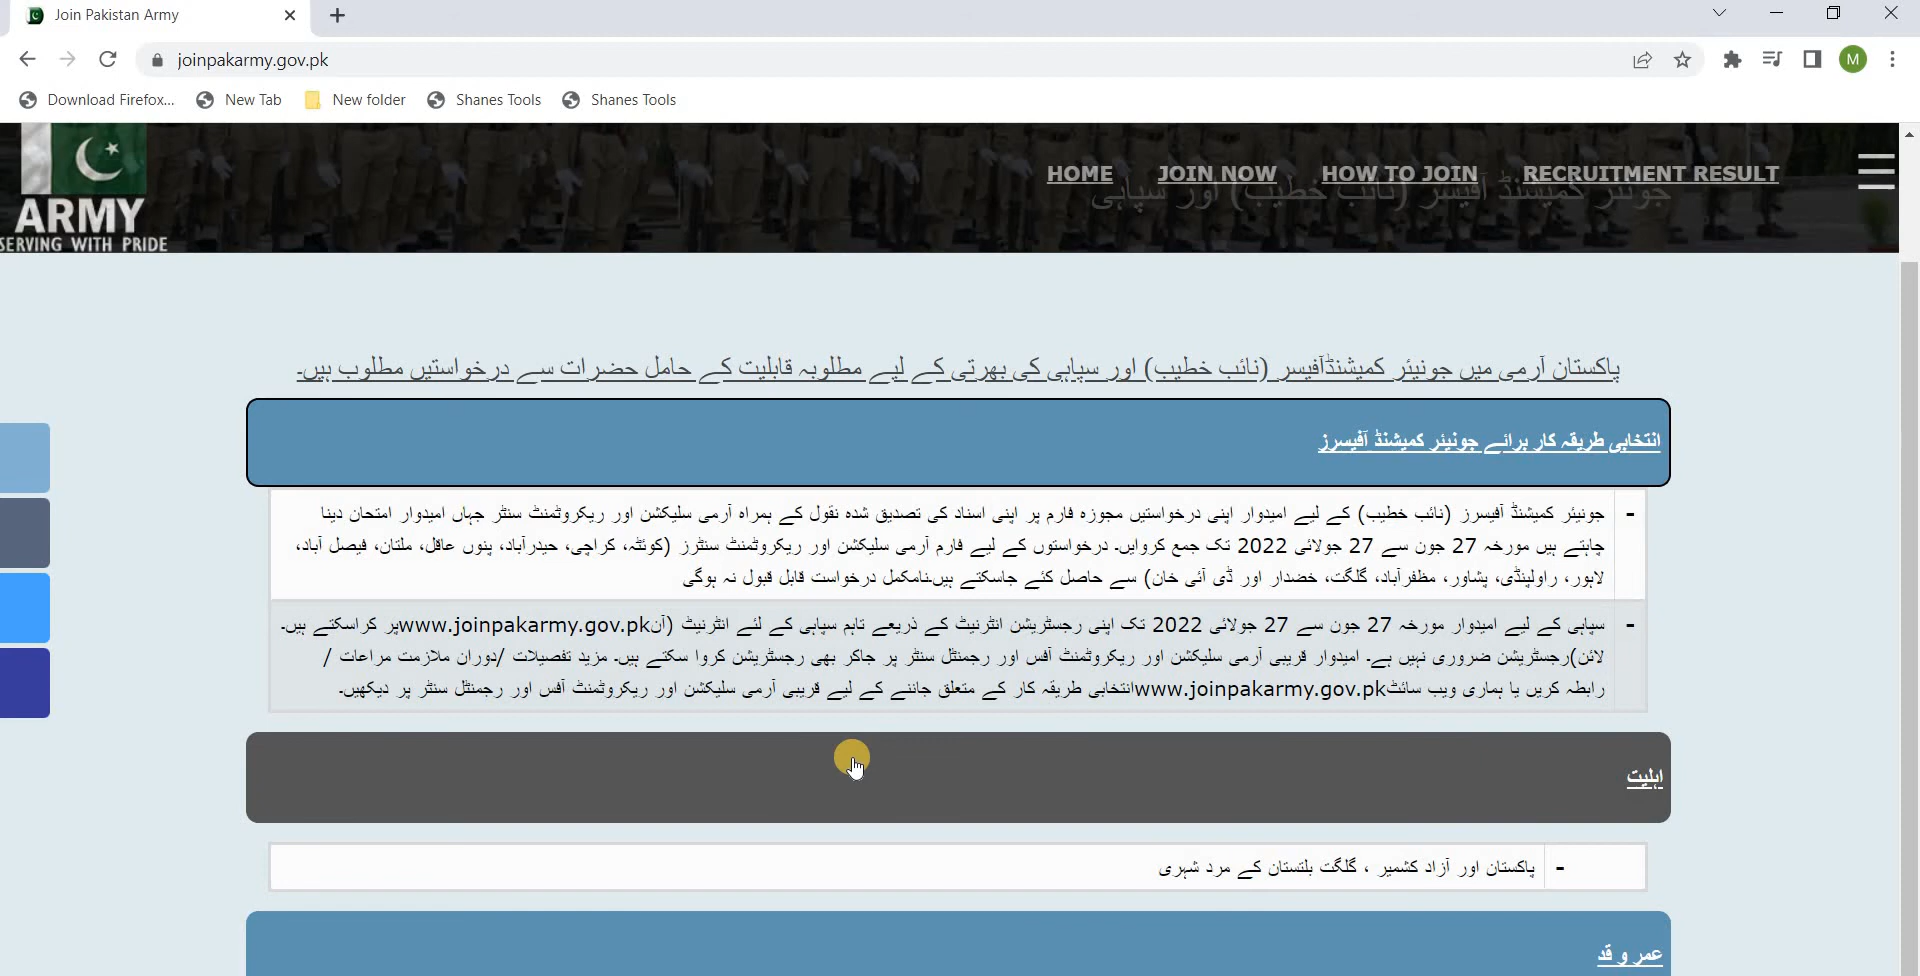 Join Pakistan Army
joinpakarmy.gov.pk
M
Download Firefox...
New Tab
New folder
Shanes Tools
Shanes Tools
HOME
JOIN NOW
HOW TO JOIN
RECRUITMENT RESULT
جونیئر کمیشنڈ آفیسر (نائب خطیب) اور سپاہی
ARMY
SERVING WITH PRIDE
پاکستان آرمی میں جونیئر کمیشنڈآفیسر (نائب خطیب) اور سپاہی کی بھرتی کے لیے مطلوبہ قابلیت کے حامل حضرات سے درخواستیں مطلوب ہیں۔
انتخابی طریقہ کار برائے جونیئر کمیشنڈ آفیسرز
- جونیئر کمیشنڈ آفیسرز (نائب خطیب) کے لیے امیدوار اپنی درخواستیں مجوزہ فارم پر اپنی اسناد کی تصدیق شدہ نقول کے ہمراہ آرمی سلیکشن اور ریکروٹمنٹ سنٹر جہاں امیدوار امتحان دینا
چاہتے ہیں مورخہ 27 جون سے 27 جولائی 2022 تک جمع کروایں۔ درخواستوں کے لیے فارم آرمی سلیکشن اور ریکروٹمنٹ سنٹرز (کوئٹہ، کراچی، حیدرآباد، پنوں عاقل، ملتان، فیصل آباد،
لاہور، راولپنڈی، پشاور، مظفرآباد، گلگت، خضدار اور ڈی آئی خان) سے حاصل کئے جاسکتے ہیں۔نامکمل درخواست قابل قبول نہ ہوگی
- سپاہی کے لیے امیدوار مورخہ 27 جون سے 27 جولائی 2022 تک اپنی رجسٹریشن انٹرنیٹ کے ذریعے تاہم سپاہی کے لئے انٹرنیٹ (آنwww.joinpakarmy.gov.pkپر کراسکتے ہیں۔
لائن)رجسٹریشن ضروری نہیں ہے۔ امیدوار قریبی آرمی سلیکشن اور ریکروٹمنٹ آفس اور رجمنٹل سنٹر پر جاکر بھی رجسٹریشن کروا سکتے ہیں۔ مزید تفصیلات /دوران ملازمت مراعات /
رابطہ کریں یا ہماری ویب سائٹwww.joinpakarmy.gov.pkانتخابی طریقہ کار کے متعلق جاننے کے لیے قریبی آرمی سلیکشن اور ریکروٹمنٹ آفس اور رجمنٹل سنٹر پر دیکھیں۔
اہلیت
- پاکستان اور آزاد کشمیر ، گلگت بلتستان کے مرد شہری
عمر و قد